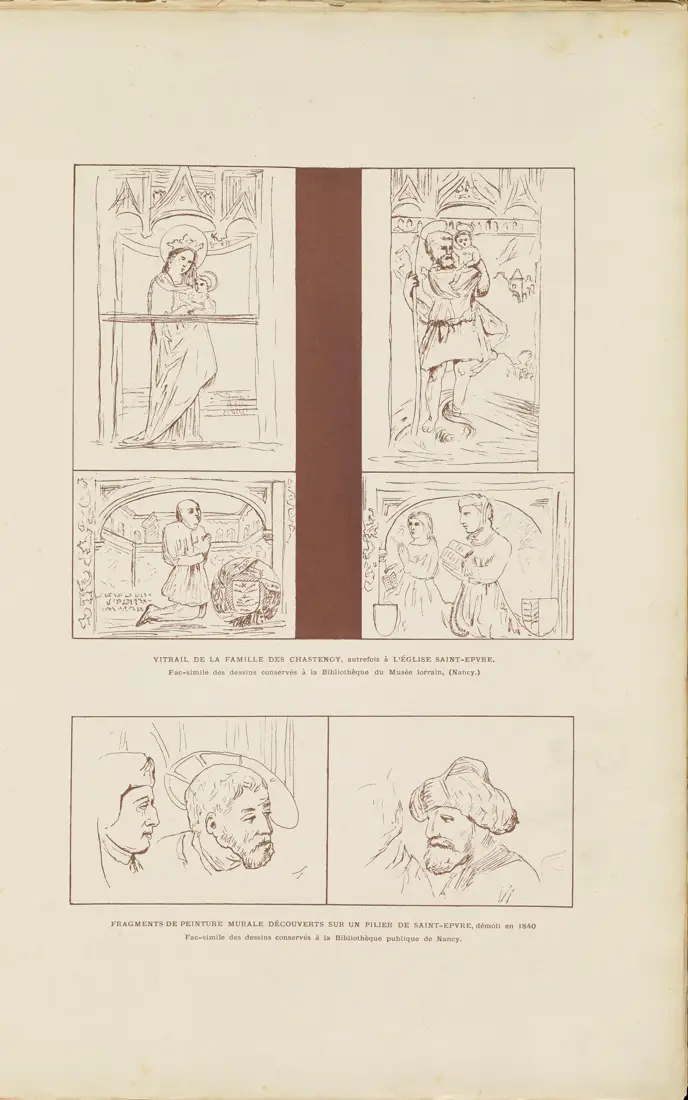 VITRAIL DE LA FAMILLE DES CHASTENOY, autrefois à L'ÉGLISE SAINT-EPVRE.
Fac-simile des dessins conservés à la Bibliothèque du Musée lorrain, (Nancy.)
FRAGMENTS DE PEINTURE MURALE DÉCOUVERTS SUR UN PILIER DE SAINT-EPVRE, démoli en 1840
Fac-simile des dessins conservés à la Bibliothèque publique de Nancy.